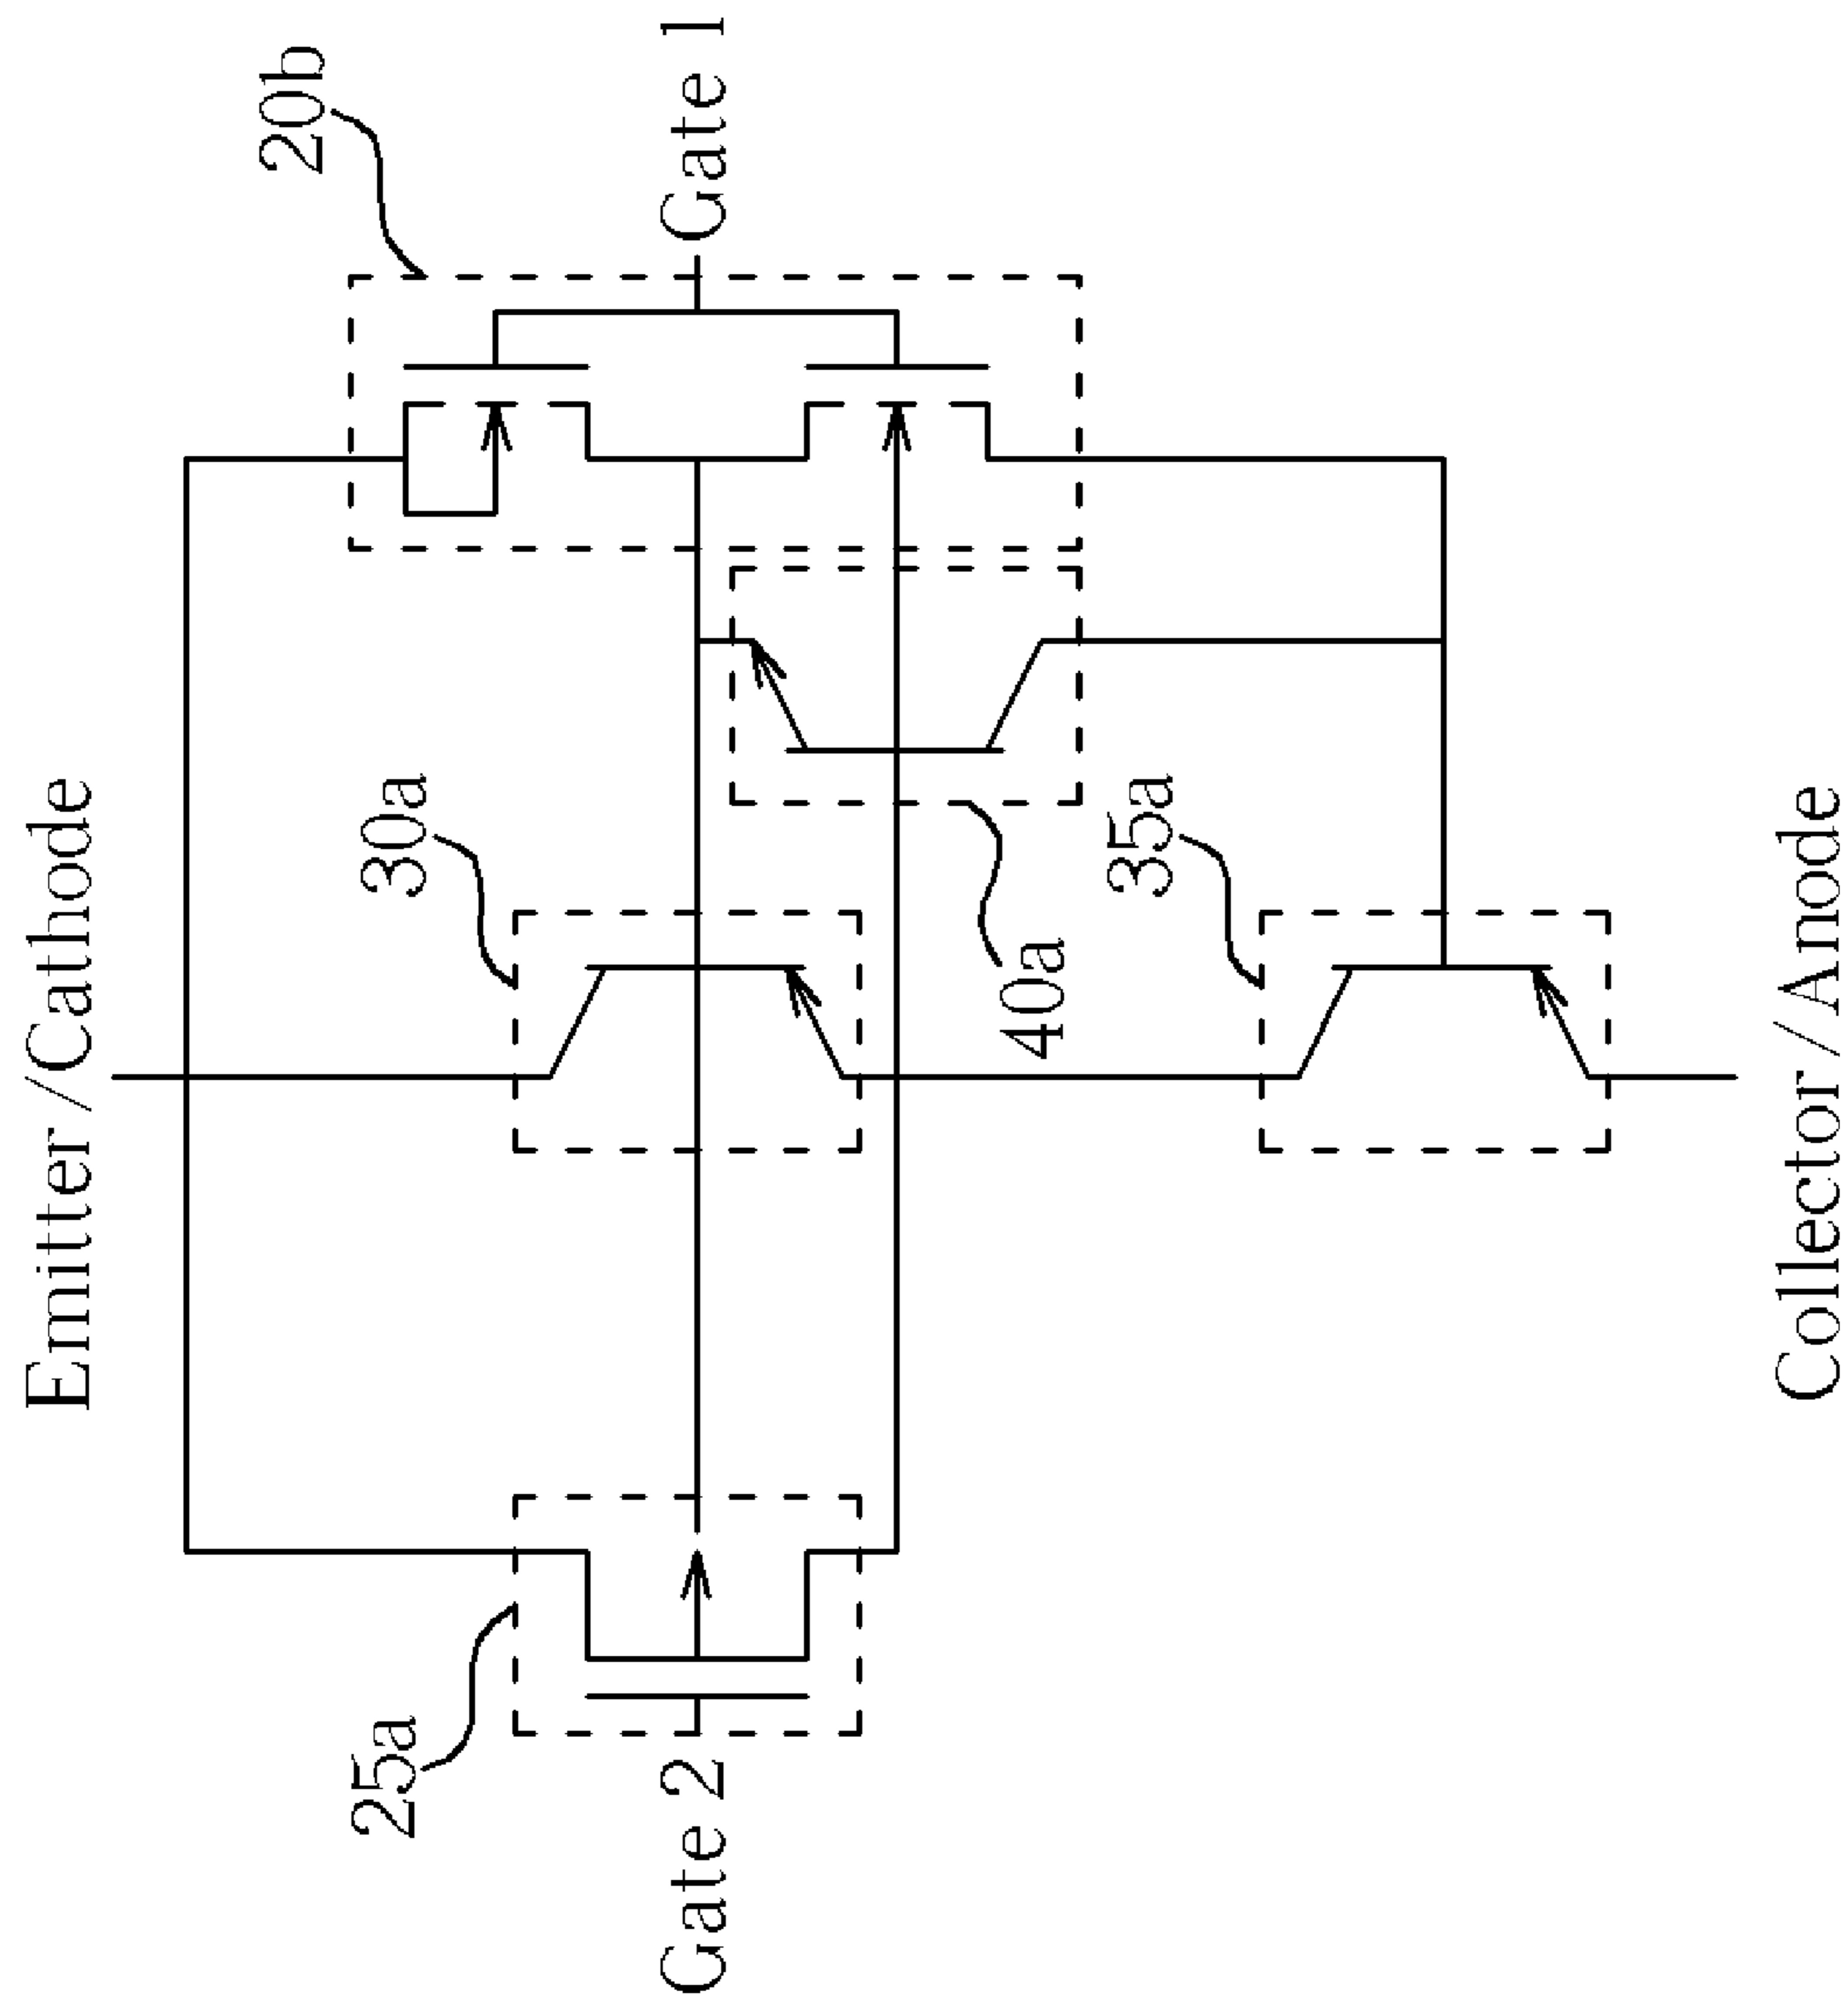 Emitter/Cathode
20b
Gate 1
30a
40a
35a
25a
Gate 2
Collector/Anode